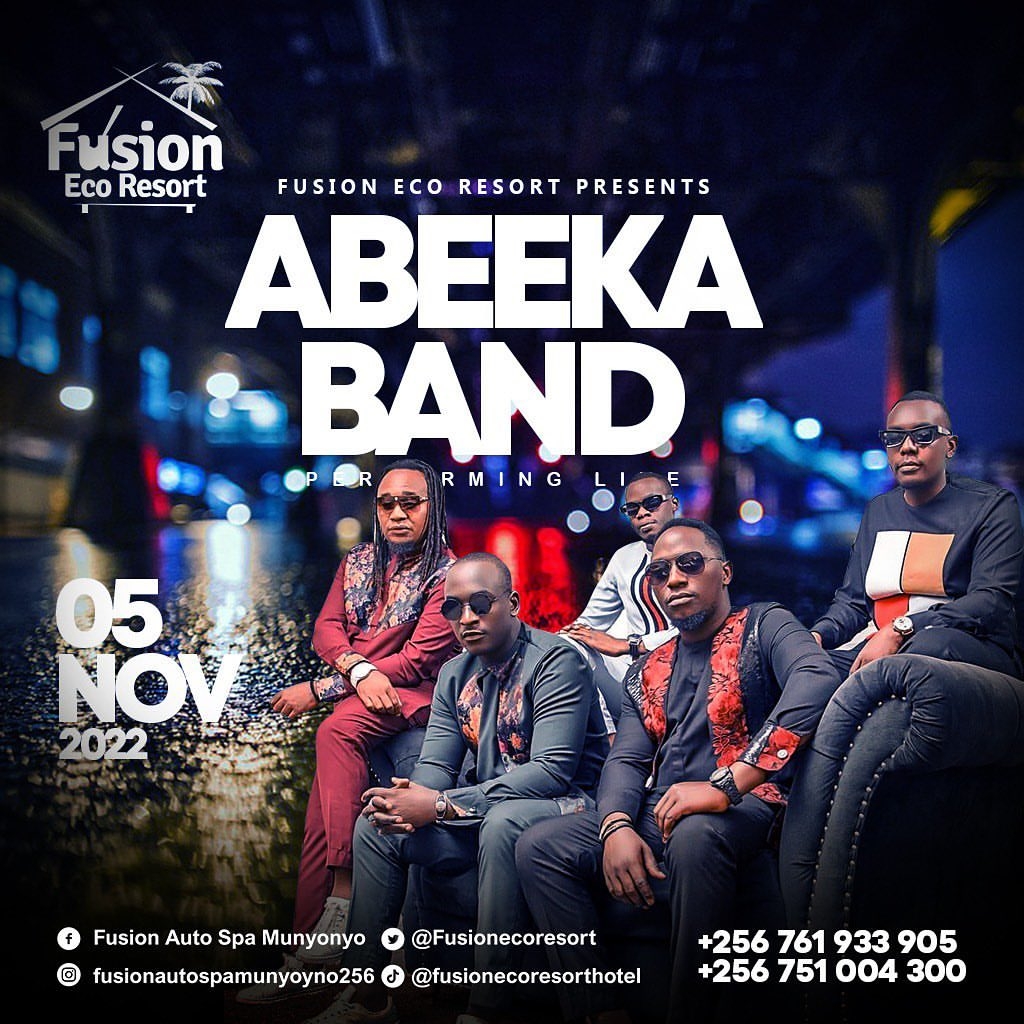 Fusion
Eco Resort
FUSION ECO RESORT PRESENTS
ABEEKA
BAND
PERFORMING LIVE
05
NOV
2022
Fusion Auto Spa Munyonyo @Fusionecoresort
fusionautospamunyoyno256 @fusionecoresorthotel
+256 761 933 905
+256 751 004 300